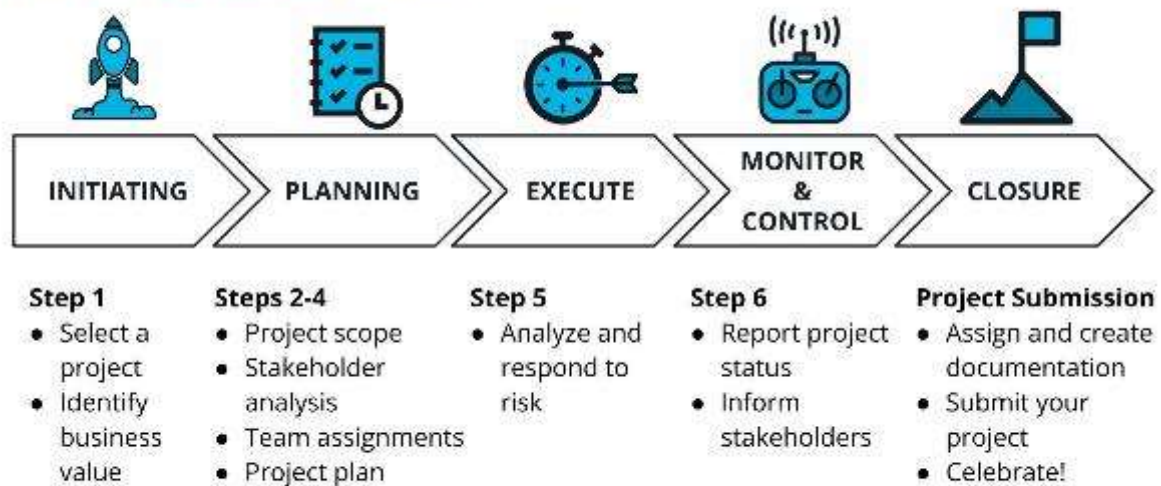 INITIATING
PLANNING
EXECUTE
MONITOR
&
CONTROL
CLOSURE
Step 1
• Select a
project
• Identify
business
value
Steps 2-4
• Project scope
• Stakeholder
analysis
• Team assignments
• Project plan
Step 5
• Analyze and
respond to
risk
Step 6
• Report project
status
• Inform
stakeholders
Project Submission
• Assign and create
documentation
• Submit your
project
• Celebrate!